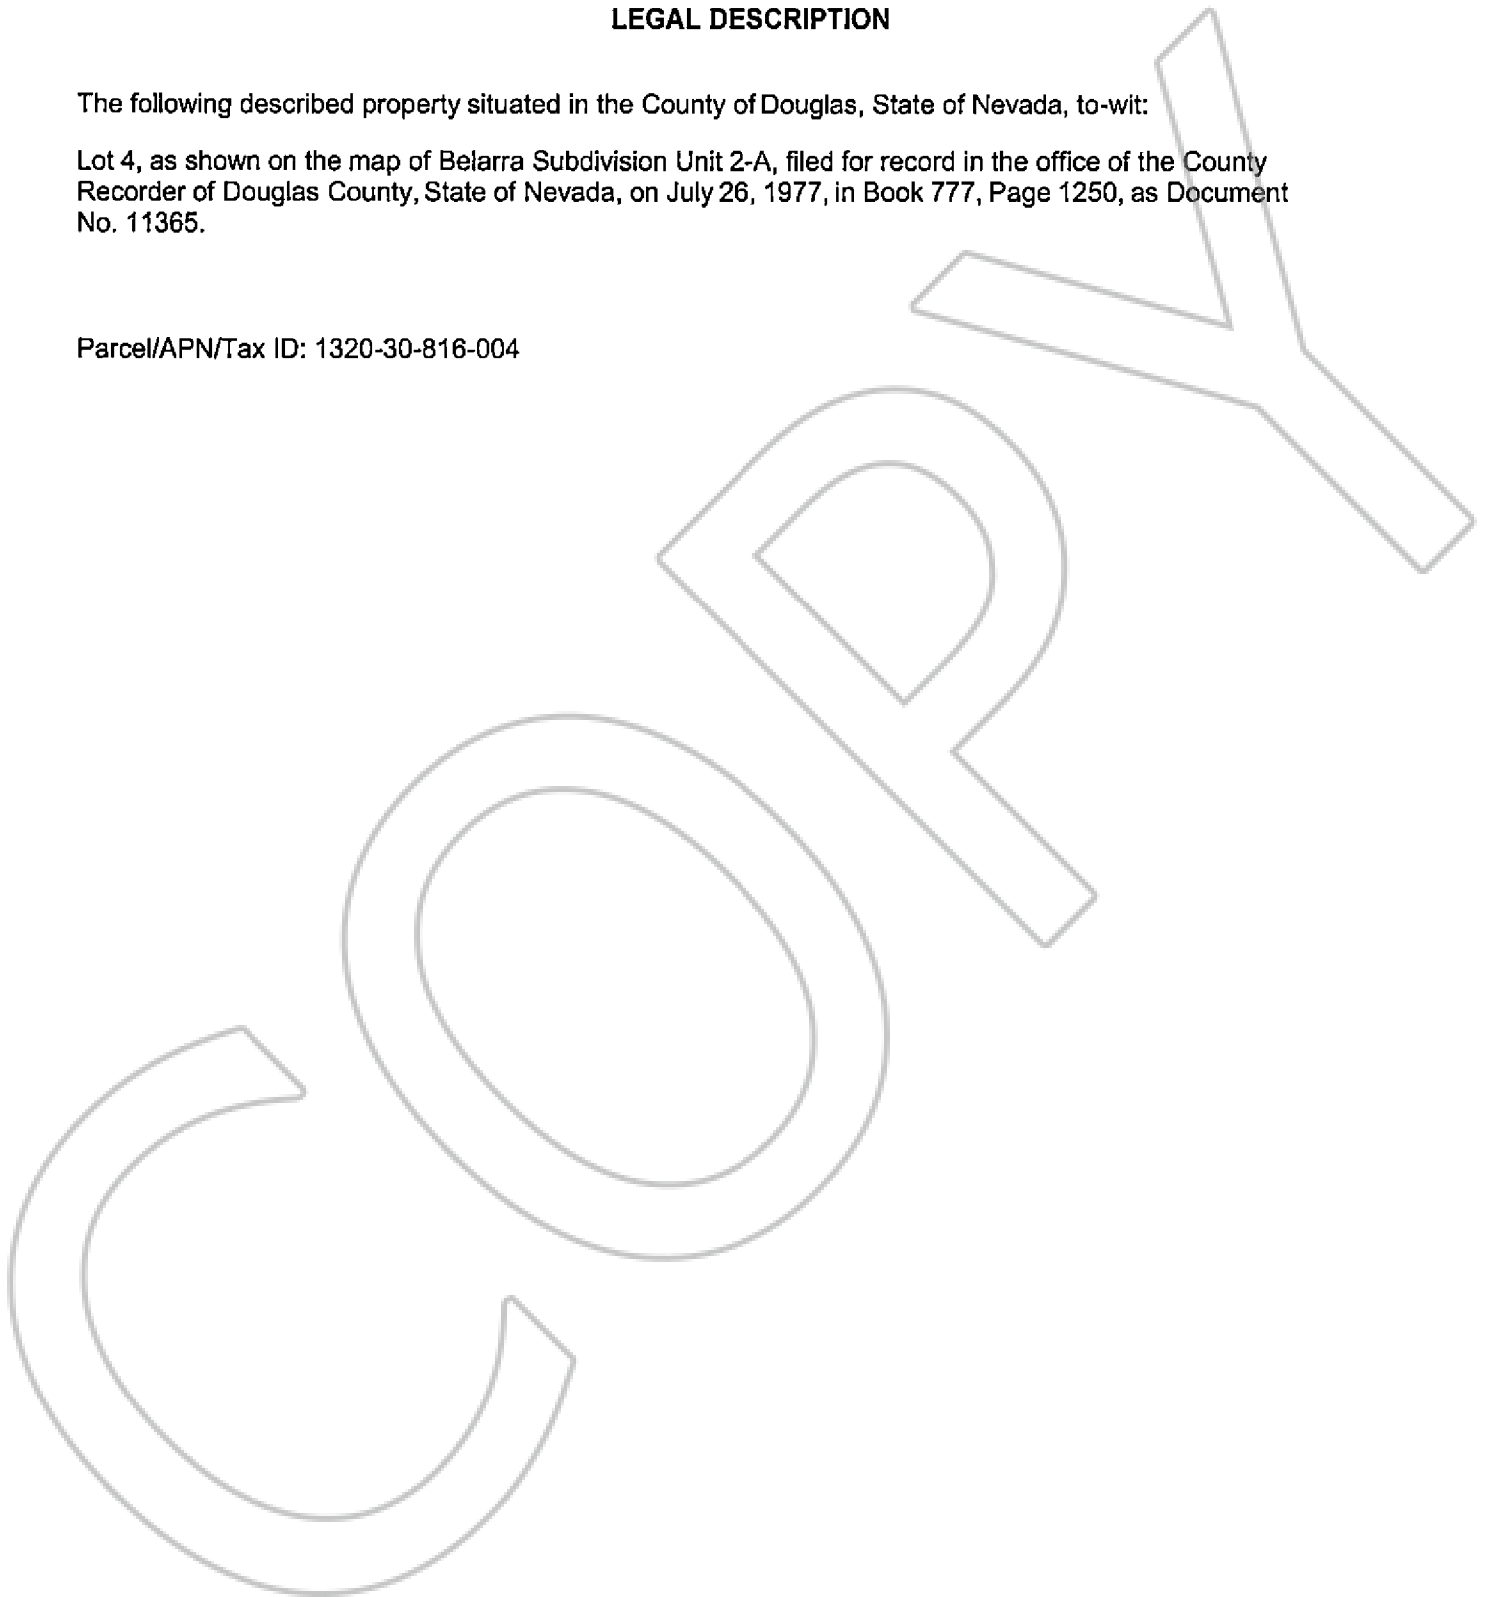 LEGAL DESCRIPTION
The following described property situated in the County of Douglas, State of Nevada, to-wit:
Lot 4, as shown on the map of Belarra Subdivision Unit 2-A, filed for record in the office of the County
Recorder of Douglas County, State of Nevada, on July 26, 1977, in Book 777, Page 1250, as Document
No. 11365.
Parcel/APN/Tax ID: 1320-30-816-004
COPY